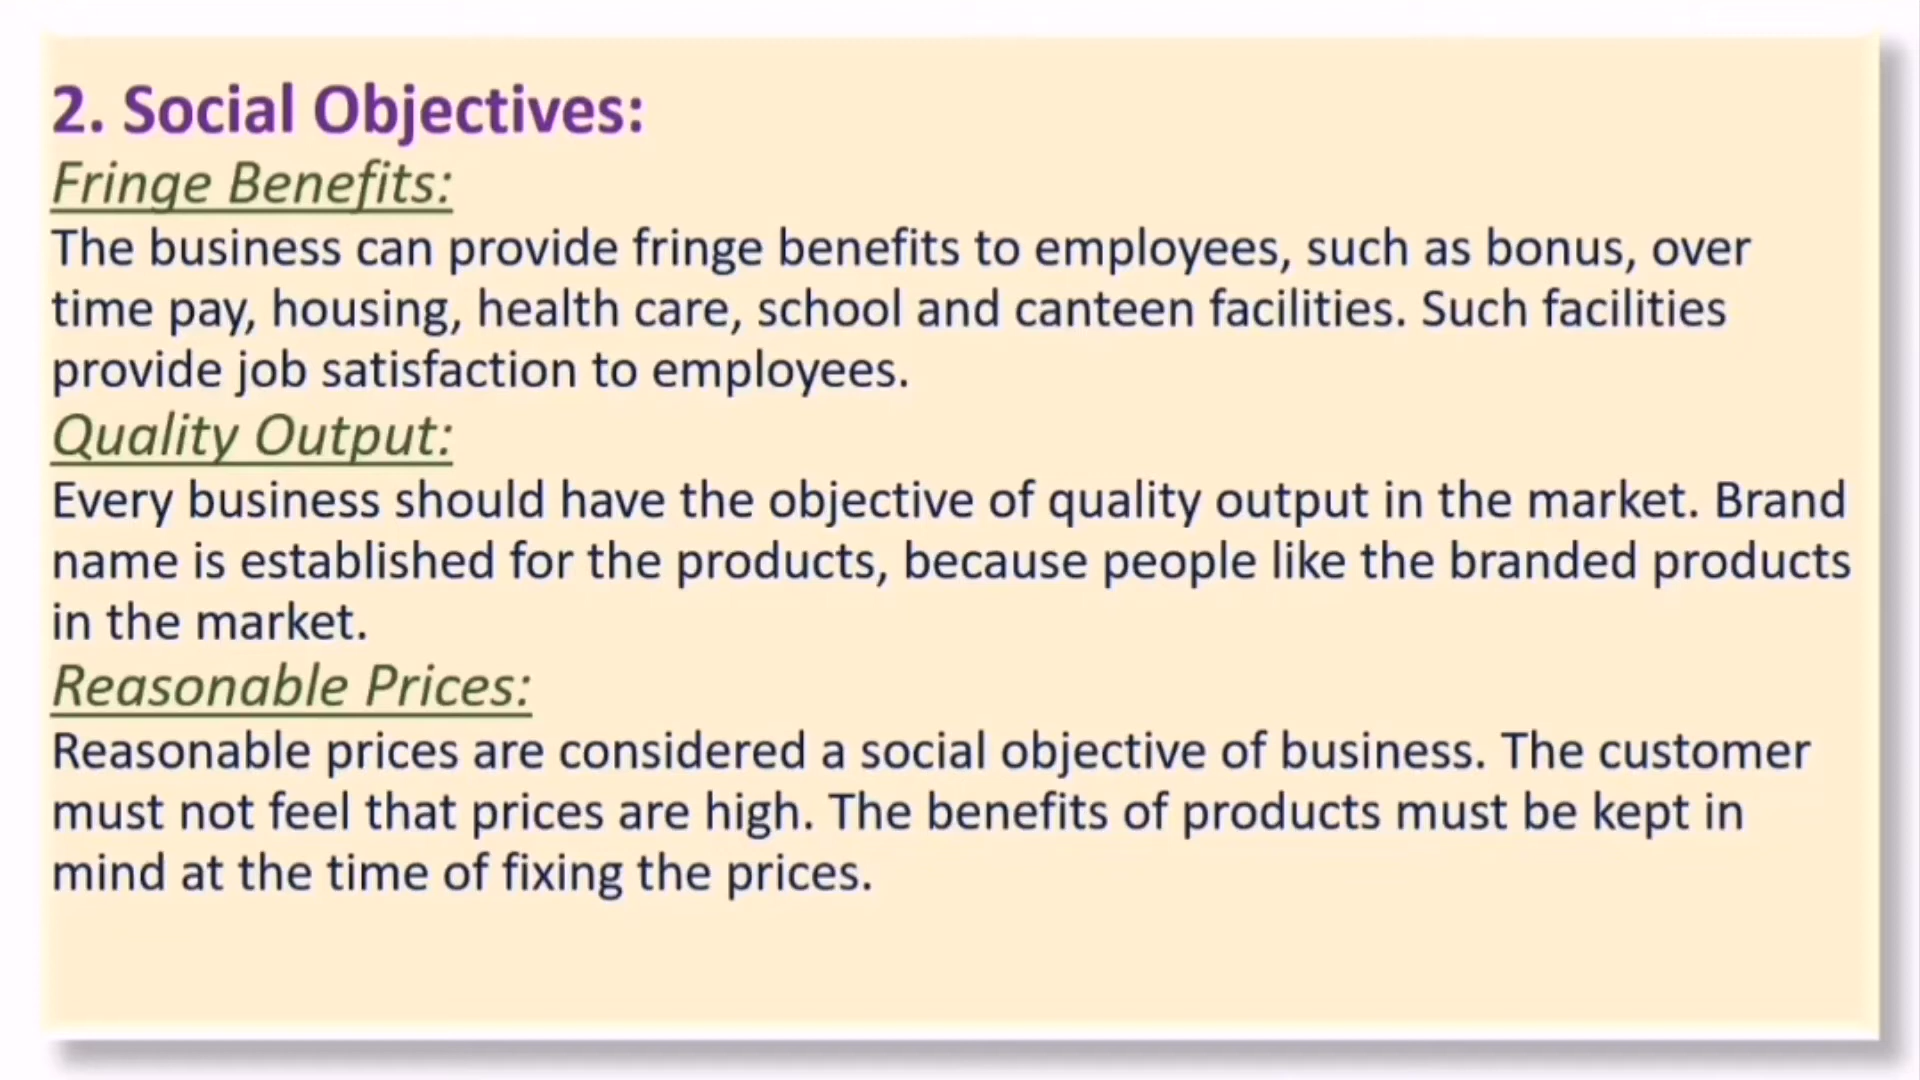 2. Social Objectives:
Fringe Benefits:
The business can provide fringe benefits to employees, such as bonus, over
time pay, housing, health care, school and canteen facilities. Such facilities
provide job satisfaction to employees.
Quality Output:
Every business should have the objective of quality output in the market. Brand
name is established for the products, because people like the branded products
in the market.
Reasonable Prices:
Reasonable prices are considered a social objective of business. The customer
must not feel that prices are high. The benefits of products must be kept in
mind at the time of fixing the prices.